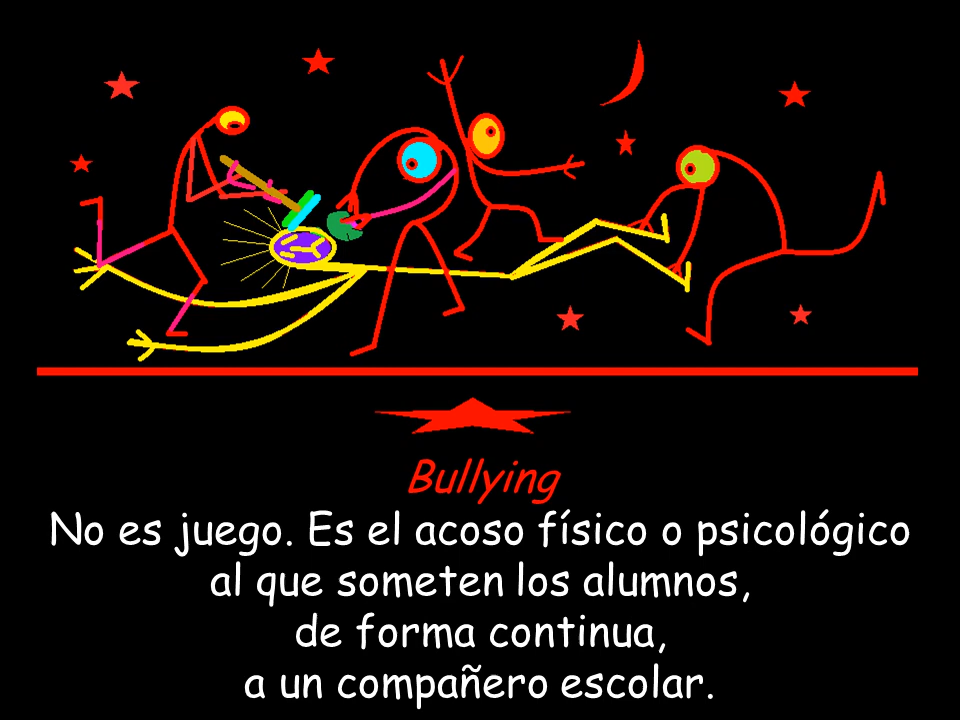 Bullying
No es juego. Es el acoso físico o psicológico
al que someten los alumnos,
de forma continua,
a un compañero escolar.